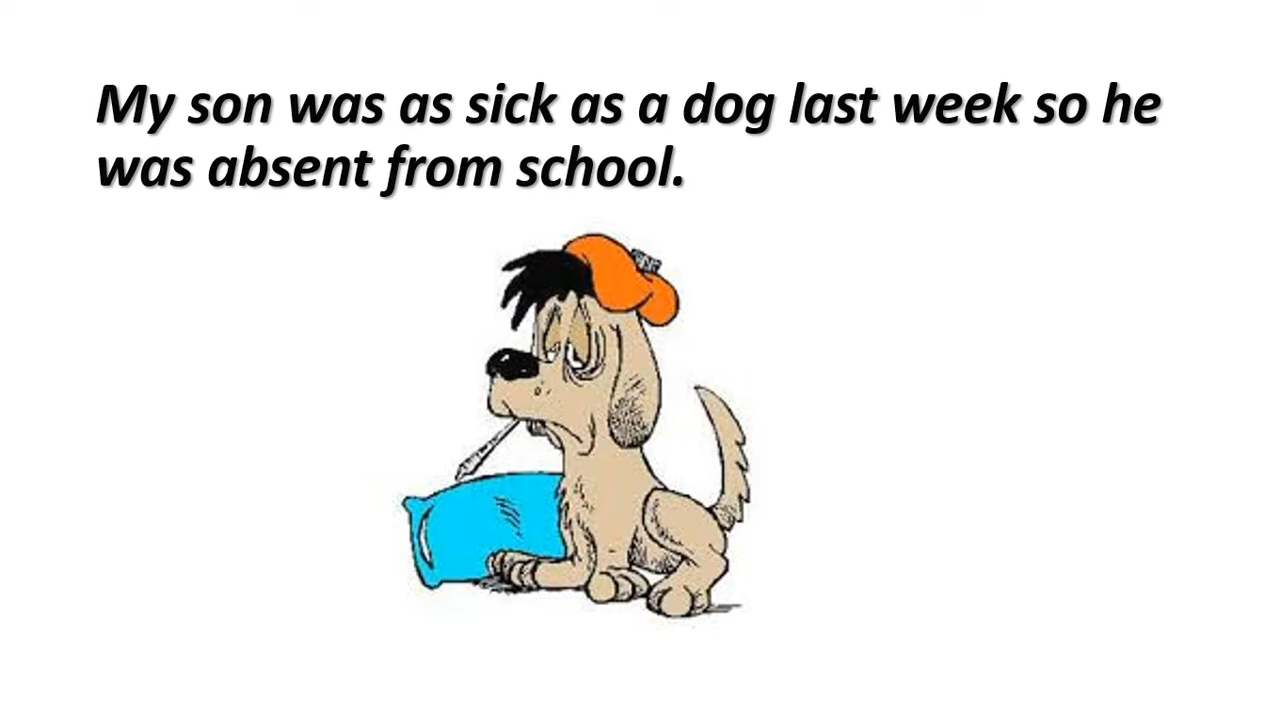 My son was as sick as a dog last week so he
was absent from school.